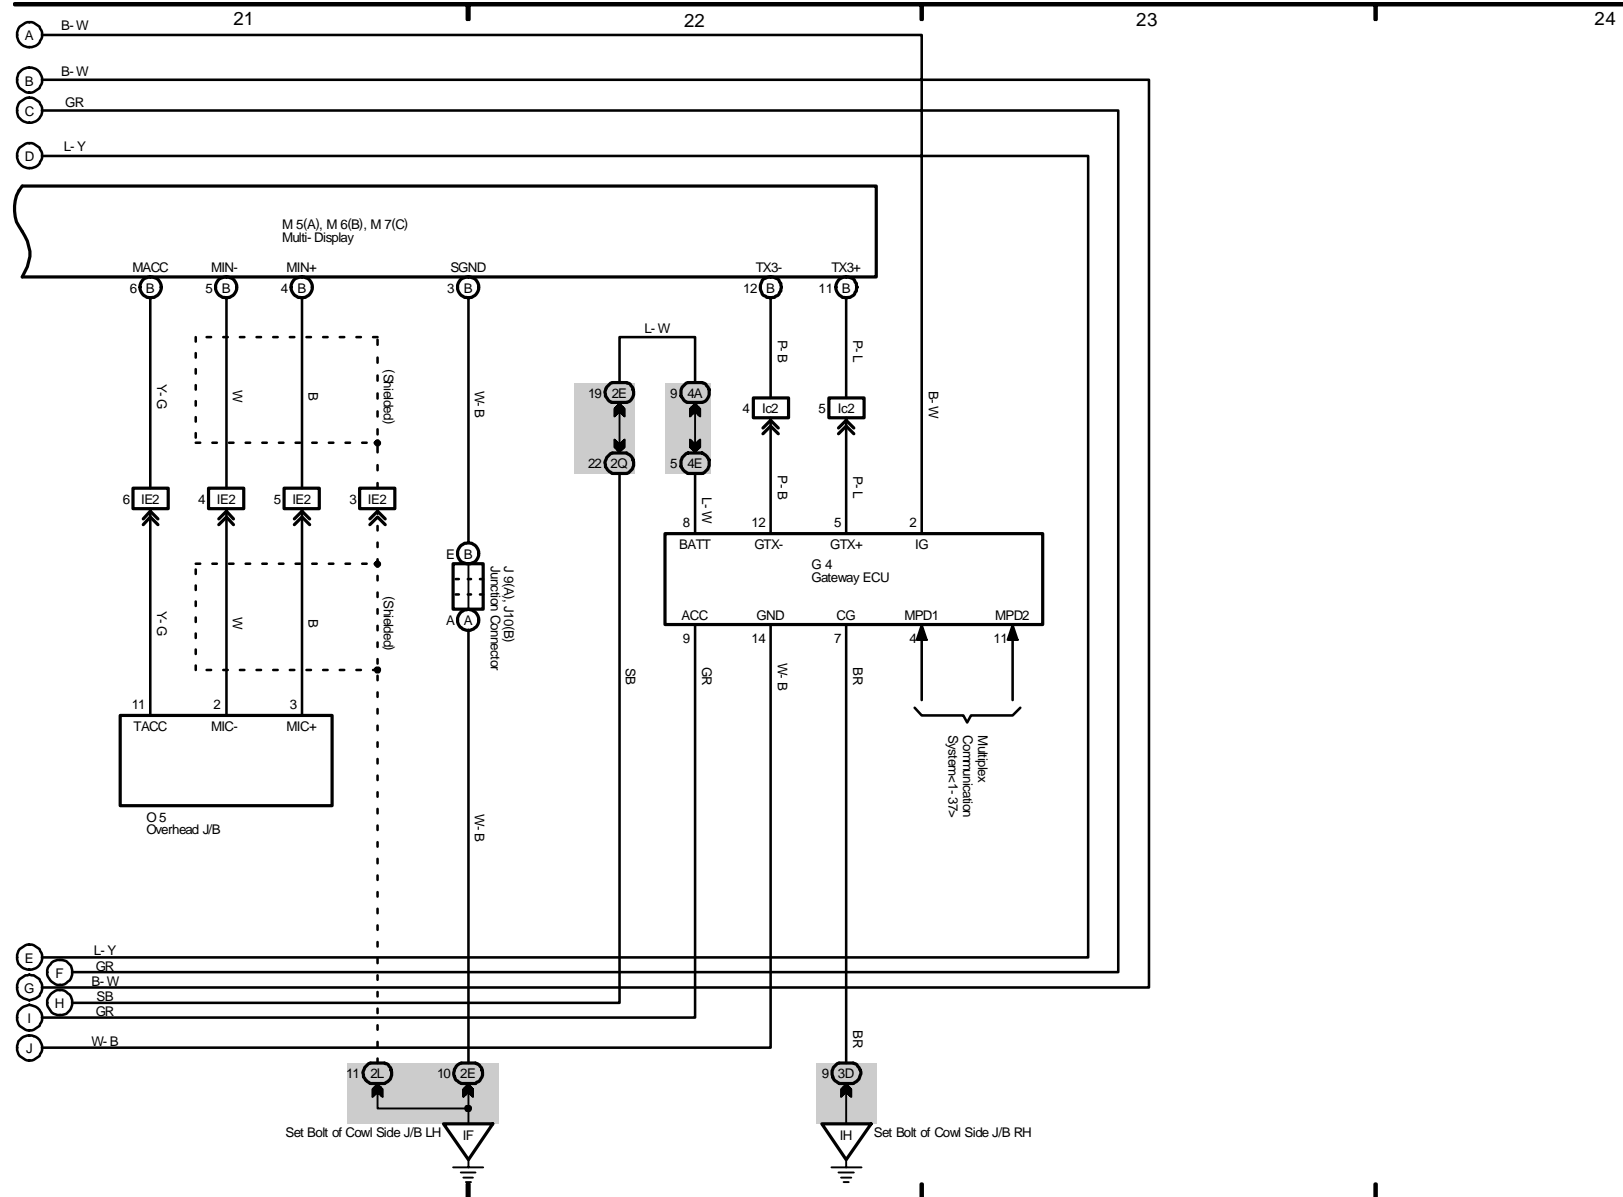 21
22
23
24
A B-W
B B-W
C GR
D L-Y
M 5(A), M 6(B), M 7(C)
Multi-Display
MACC MIN- MIN+ SGND TX3- TX3+
6 B 5 B 4 B 3 B 12 B 11 B
L-W
Y-G W B (Shielded) W-B P-B P-L B-W
19 2E 9 4A
4 Ic2 5 Ic2
22 2Q 5 4E
6 IE2 4 IE2 5 IE2 3 IE2
L-W P-B P-L
8 12 5 2
BATT GTX- GTX+ IG
G 4
Gateway ECU
ACC GND CG MPD1 MPD2
9 14 7 4 11
E B
J 9(A), J10(B)
Junction Connector
A A
Y-G W B (Shielded)
SB GR W-B BR
11 2 3
TACC MIC- MIC+
O 5
Overhead J/B
Multiplex
Communication
System<1-37>
W-B
E L-Y
F GR
G B-W
H SB
I GR
J W-B
BR
11 2L 10 2E 9 3D
Set Bolt of Cowl Side J/B LH IF
IH Set Bolt of Cowl Side J/B RH